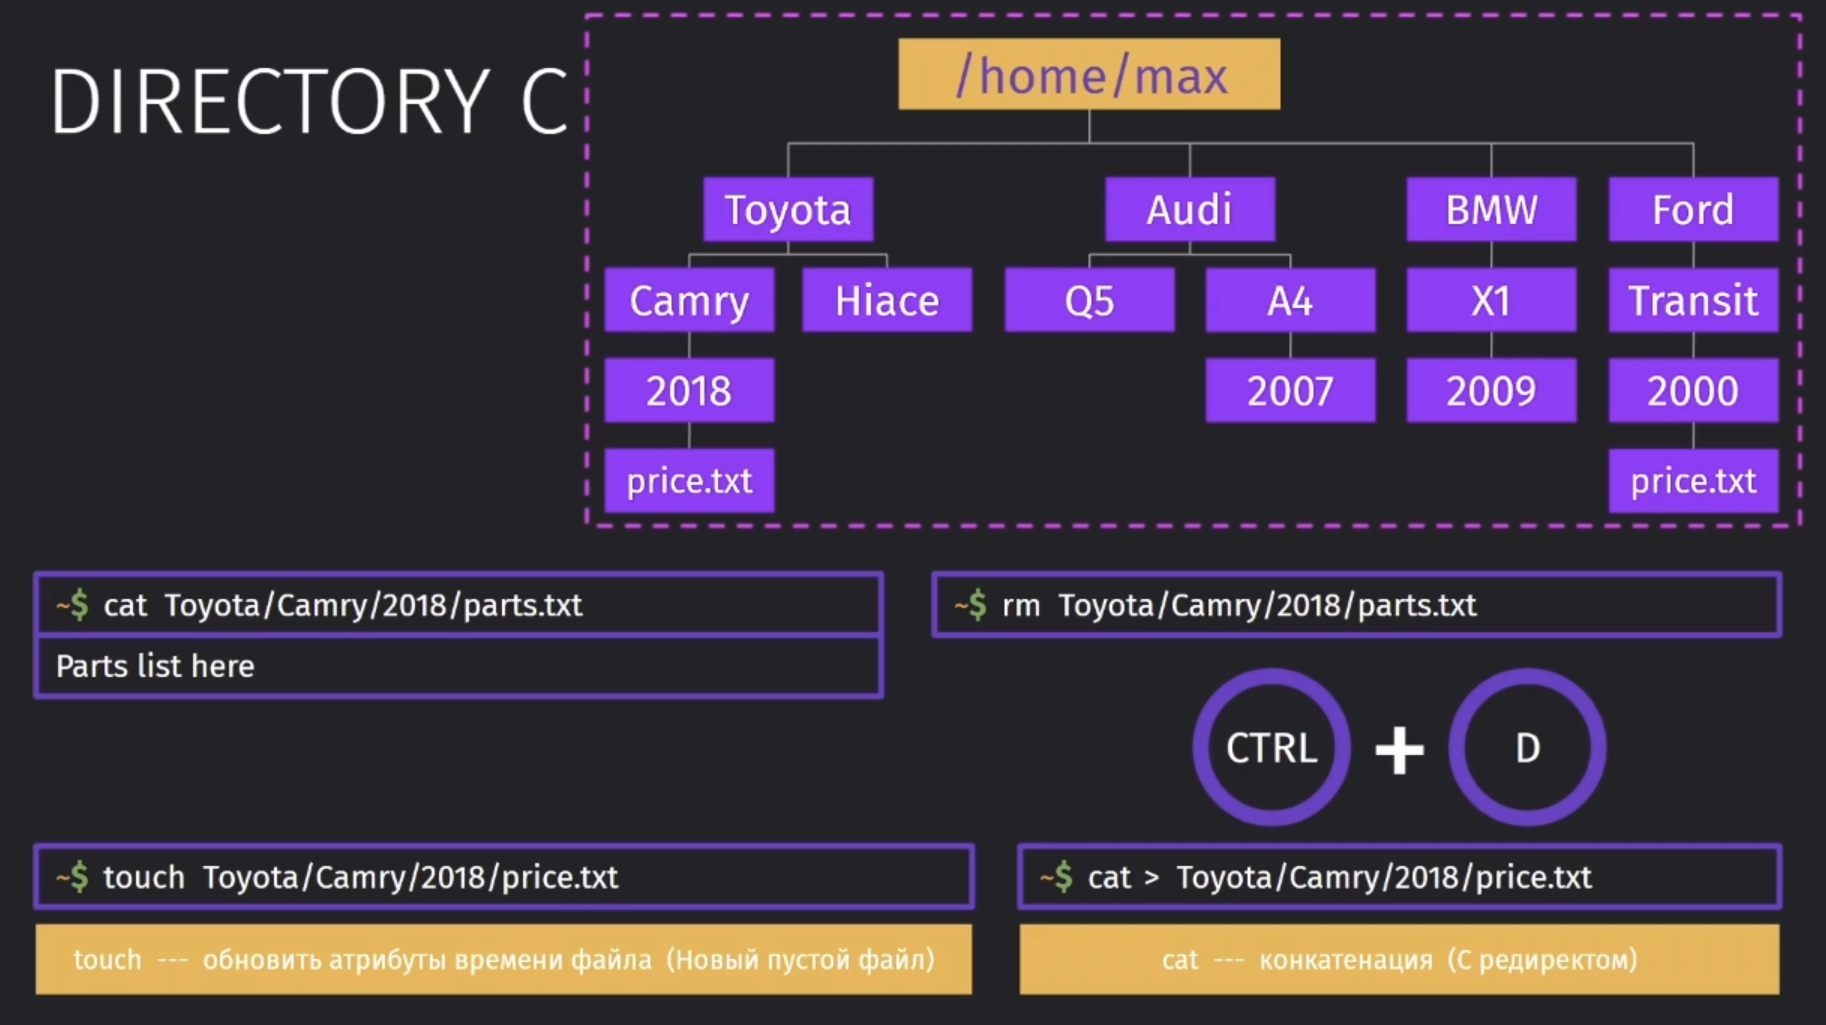 DIRECTORY C
/home/max
Toyota Audi BMW Ford
Camry Hiace Q5 A4 X1 Transit
2018 2007 2009 2000
price.txt price.txt
~$ cat Toyota/Camry/2018/parts.txt
Parts list here
~$ rm Toyota/Camry/2018/parts.txt
CTRL + D
~$ touch Toyota/Camry/2018/price.txt
touch --- обновить атрибуты времени файла (Новый пустой файл)
~$ cat > Toyota/Camry/2018/price.txt
cat --- конкатенация (С редиректом)